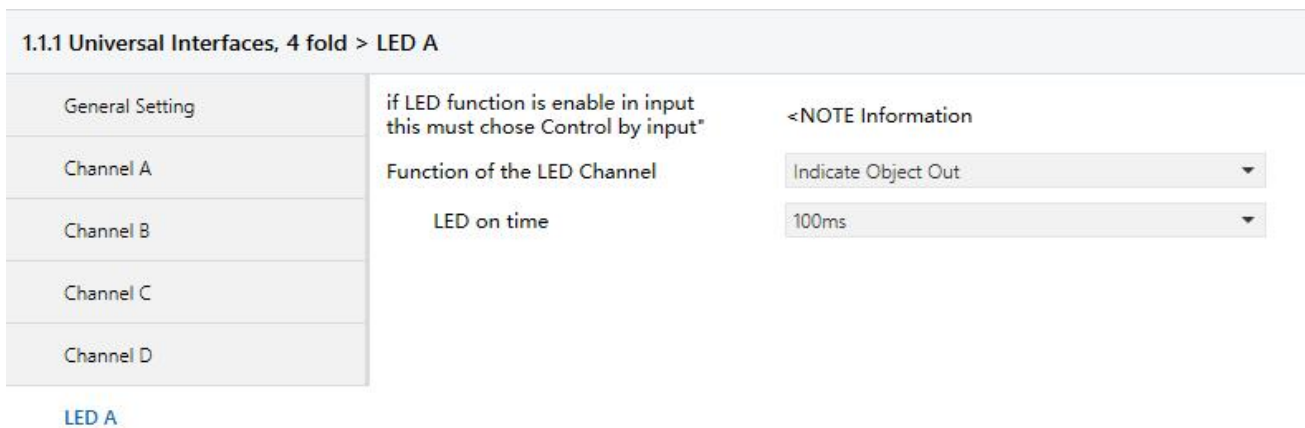 1.1.1 Universal Interfaces, 4 fold > LED A
General Setting
if LED function is enable in input
this must chose Control by input"
<NOTE Information
Channel A
Function of the LED Channel
Indicate Object Out
Channel B
LED on time
100ms
Channel C
Channel D
LED A